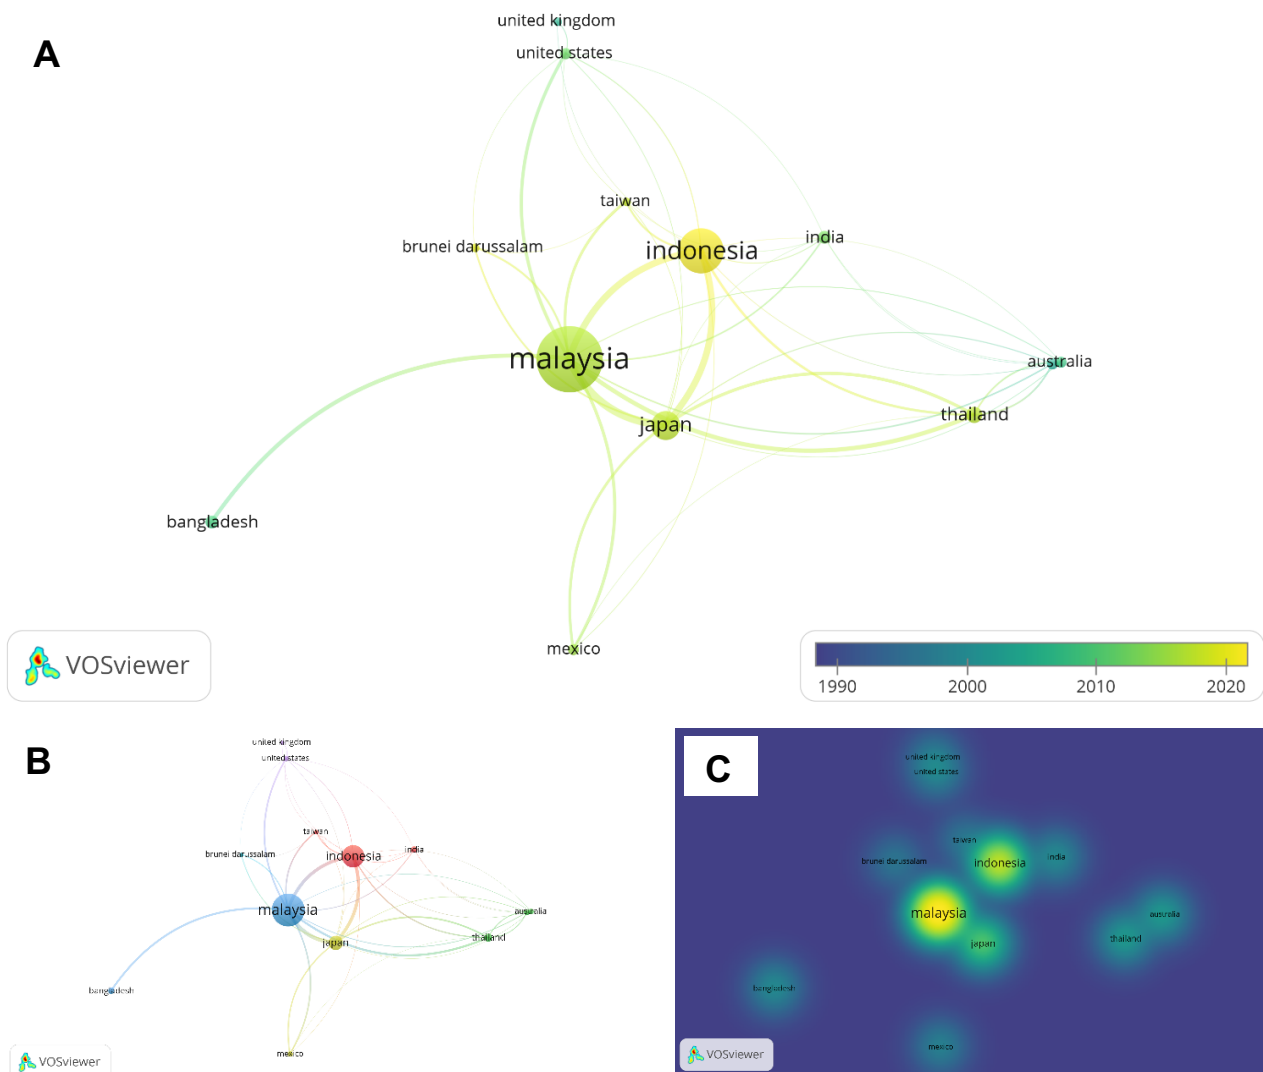 A
united kingdom
united states
taiwan
brunei darussalam
indonesia
india
malaysia
australia
japan
thailand
bangladesh
mexico
VOSviewer
1990 2000 2010 2020
B
united kingdom
united states
taiwan
brunei darussalam
indonesia
india
malaysia
australia
japan
thailand
bangladesh
mexico
VOSviewer
C
united kingdom
united states
taiwan
brunei darussalam
indonesia
india
malaysia
australia
japan
thailand
bangladesh
mexico
VOSviewer